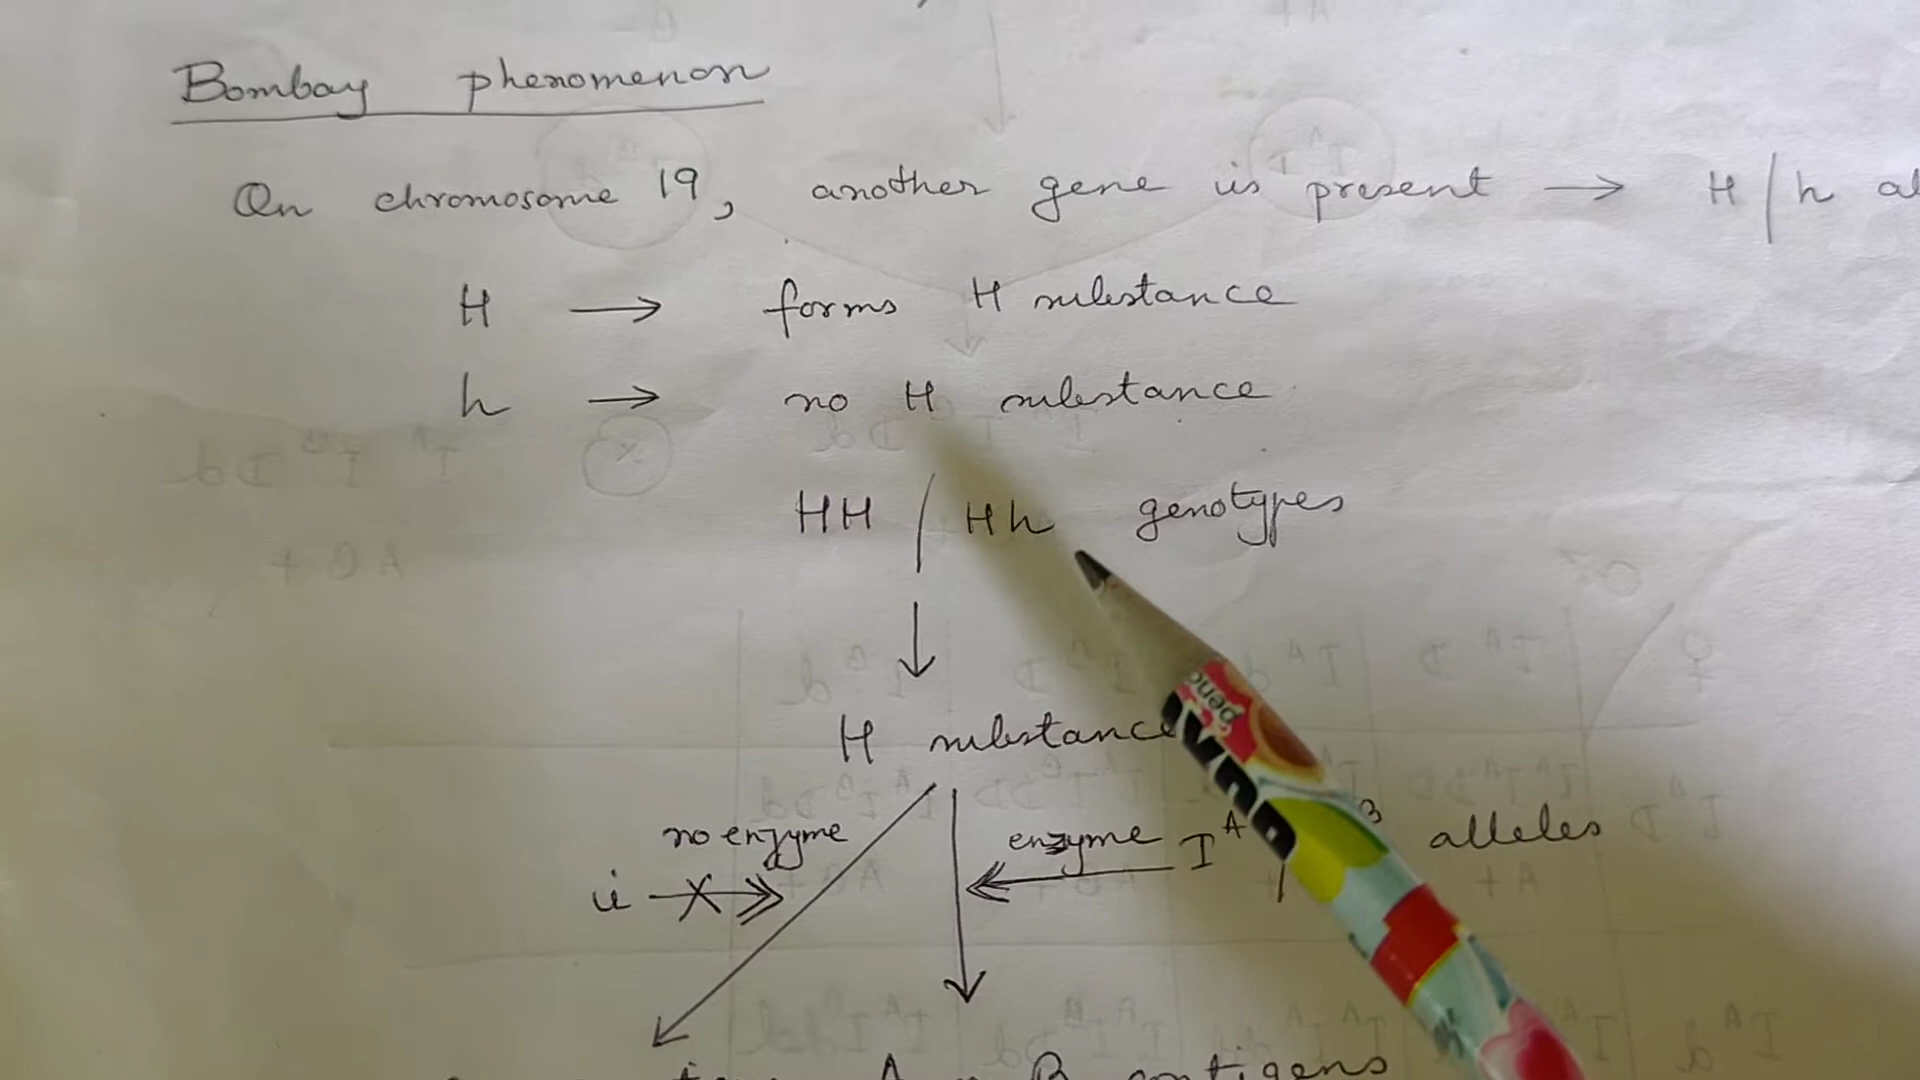 Bombay phenomenon
On chromosome 19, another gene is present → H/h
H → forms H substance
h → no H substance
HH / Hh genotypes
H substance
no enzyme
enzyme
ii
I^A
B alleles
A
B antigens